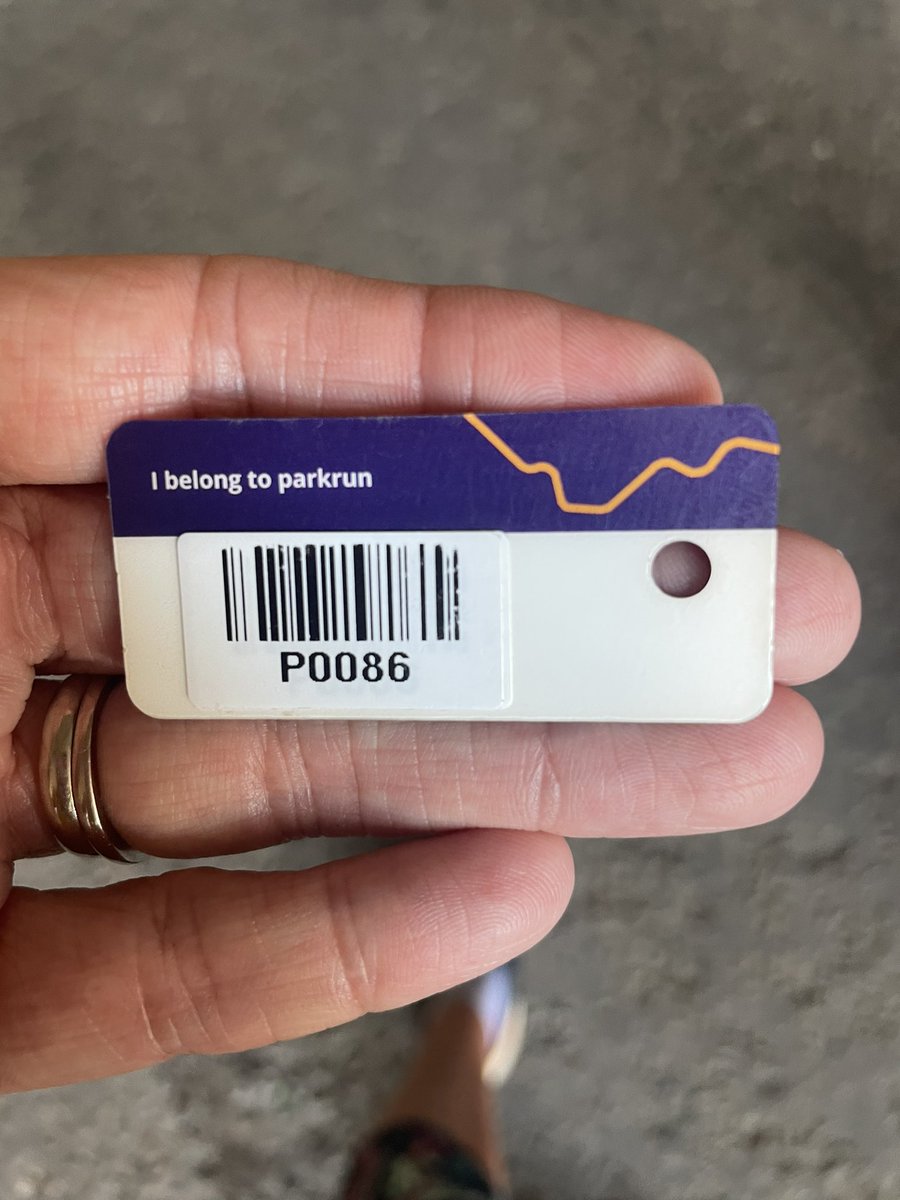 I belong to parkrun
P0086